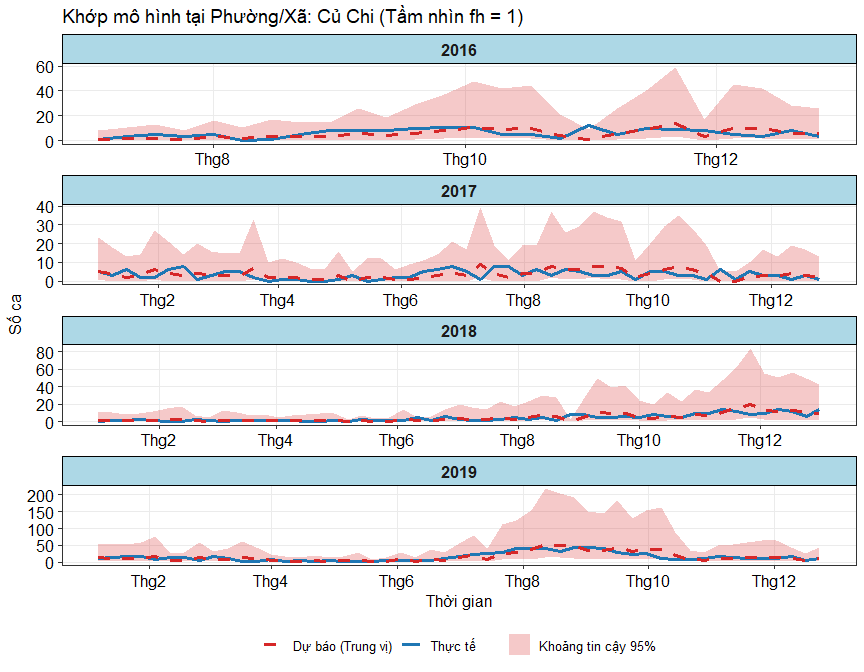 Khớp mô hình tại Phường/Xã: Củ Chi (Tầm nhìn fh = 1)
2016
60
40
20
0
Thg8 Thg10 Thg12
2017
40
30
20
10
0
Thg2 Thg4 Thg6 Thg8 Thg10 Thg12
Số ca
2018
80
60
40
20
0
Thg2 Thg4 Thg6 Thg8 Thg10 Thg12
2019
200
150
100
50
0
Thg2 Thg4 Thg6 Thg8 Thg10 Thg12
Thời gian
Dự báo (Trung vị) Thực tế Khoảng tin cậy 95%